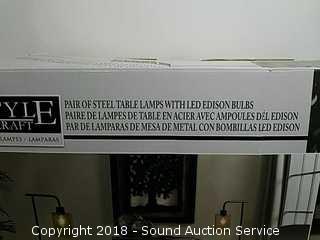 TYLE
CRAFT
LAMPES / LAMPARAS
PAIR OF STEEL TABLE LAMPS WITH LED EDISON BULBS
PAIRE DE LAMPES DE TABLE EN ACIER AVEC AMPOULES DÉL EDISON
PAR DE LAMPARAS DE MESA DE METAL CON BOMBILLAS LED EDISON
Copyright 2018 - Sound Auction Service